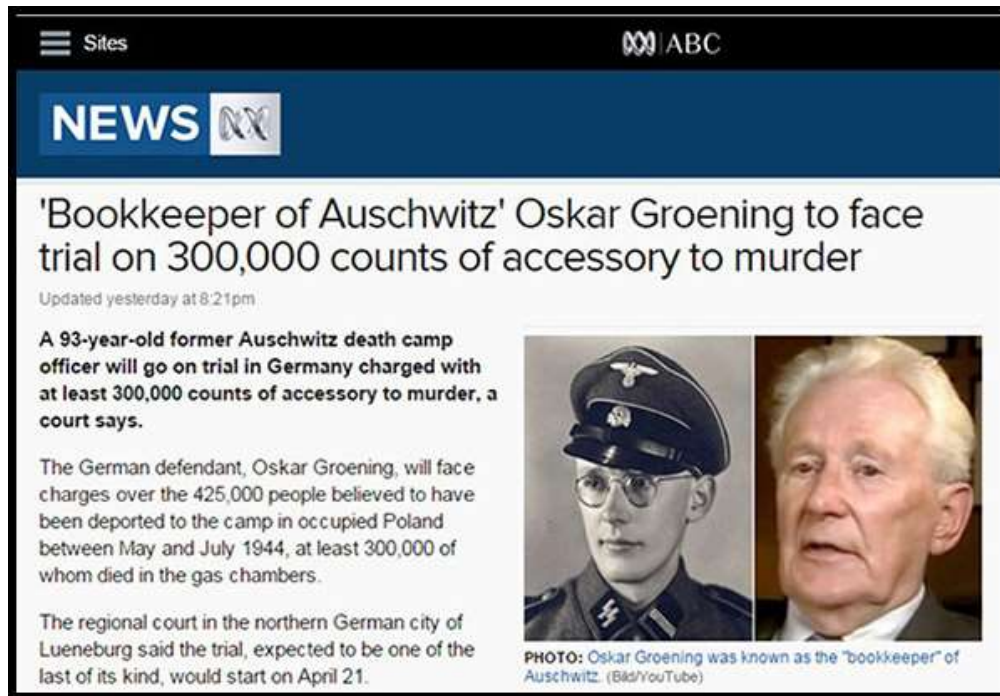 Sites
ABC
NEWS
'Bookkeeper of Auschwitz' Oskar Groening to face
trial on 300,000 counts of accessory to murder
Updated yesterday at 8:21pm
A 93-year-old former Auschwitz death camp
officer will go on trial in Germany charged with
at least 300,000 counts of accessory to murder, a
court says.
The German defendant, Oskar Groening, will face
charges over the 425,000 people believed to have
been deported to the camp in occupied Poland
between May and July 1944, at least 300,000 of
whom died in the gas chambers.
The regional court in the northern German city of
Lueneburg said the trial, expected to be one of the
last of its kind, would start on April 21.
PHOTO: Oskar Groening was known as the "bookkeeper" of
Auschwitz. (Bild/YouTube)